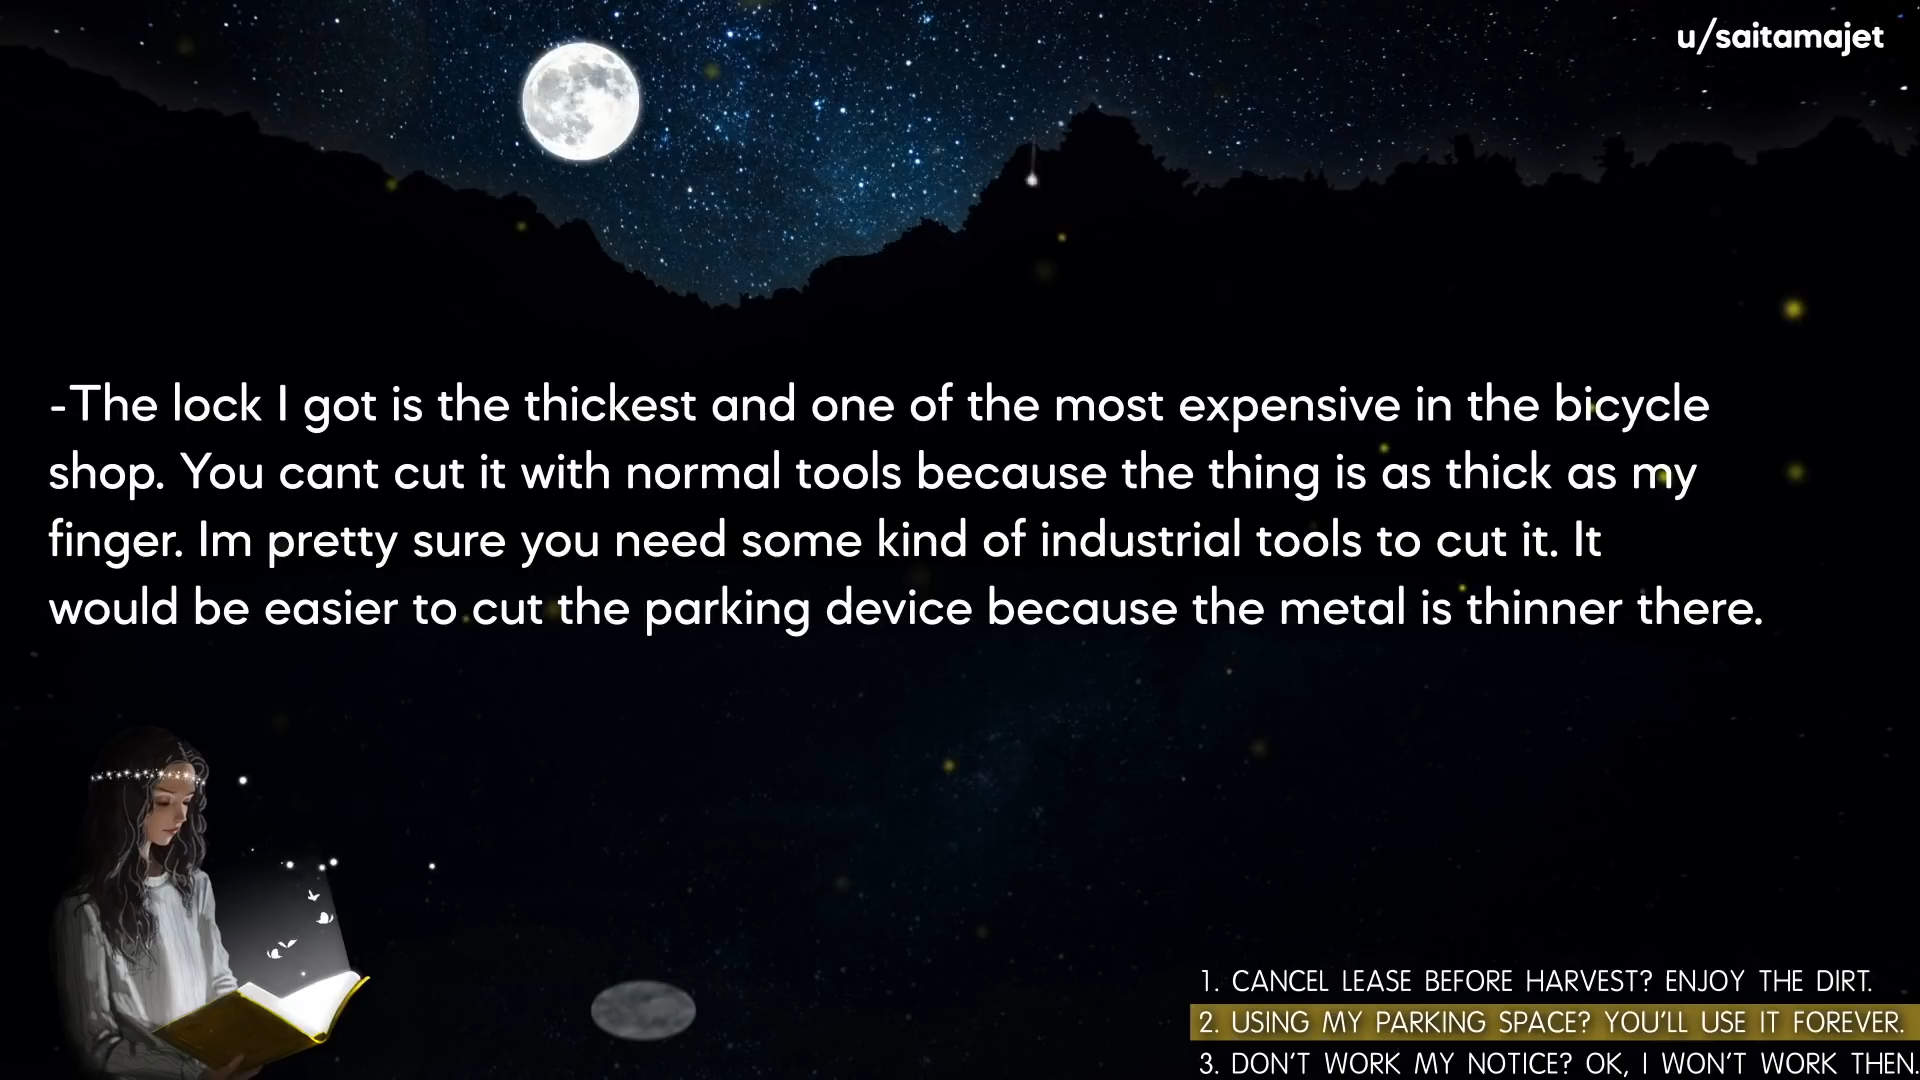 u/saitamajet
-The lock I got is the thickest and one of the most expensive in the bicycle
shop. You cant cut it with normal tools because the thing is as thick as my
finger. Im pretty sure you need some kind of industrial tools to cut it. It
would be easier to cut the parking device because the metal is thinner there.
1. CANCEL LEASE BEFORE HARVEST? ENJOY THE DIRT.
2. USING MY PARKING SPACE? YOU'LL USE IT FOREVER.
3. DON'T WORK MY NOTICE? OK, I WON'T WORK THEN.